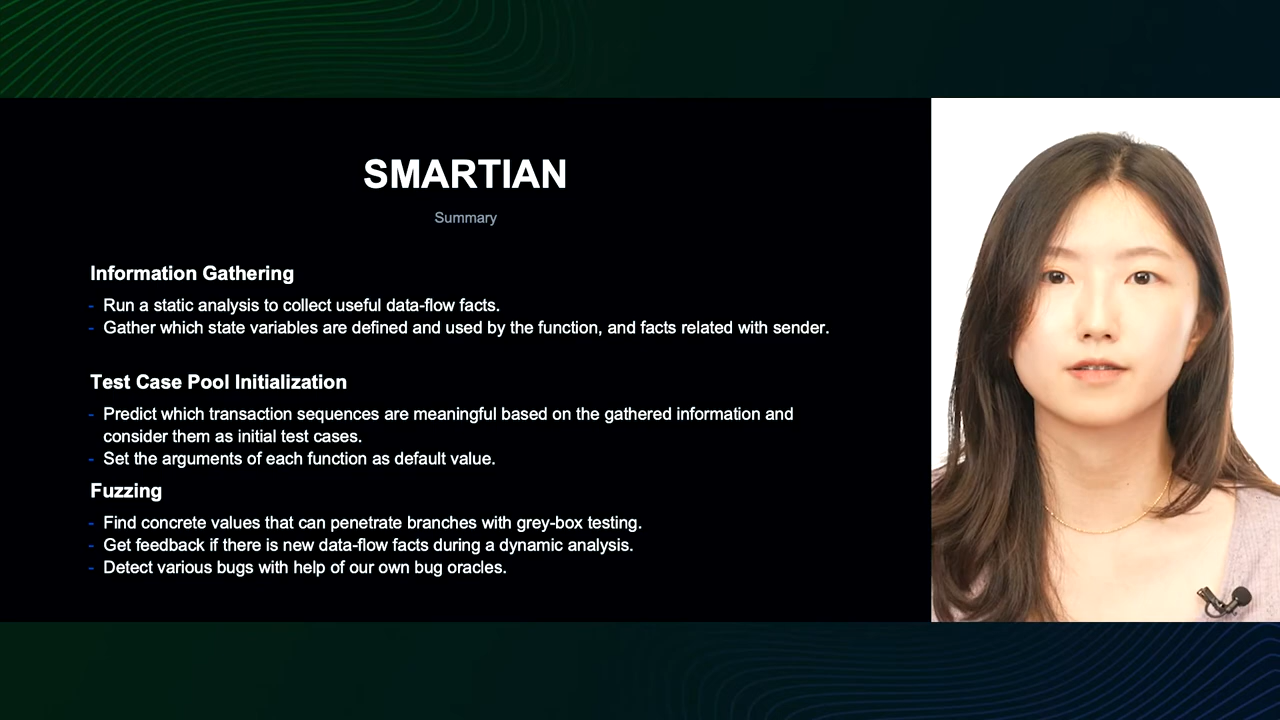 SMARTIAN
Summary
Information Gathering
- Run a static analysis to collect useful data-flow facts.
- Gather which state variables are defined and used by the function, and facts related with sender.
Test Case Pool Initialization
- Predict which transaction sequences are meaningful based on the gathered information and
consider them as initial test cases.
- Set the arguments of each function as default value.
Fuzzing
- Find concrete values that can penetrate branches with grey-box testing.
- Get feedback if there is new data-flow facts during a dynamic analysis.
- Detect various bugs with help of our own bug oracles.